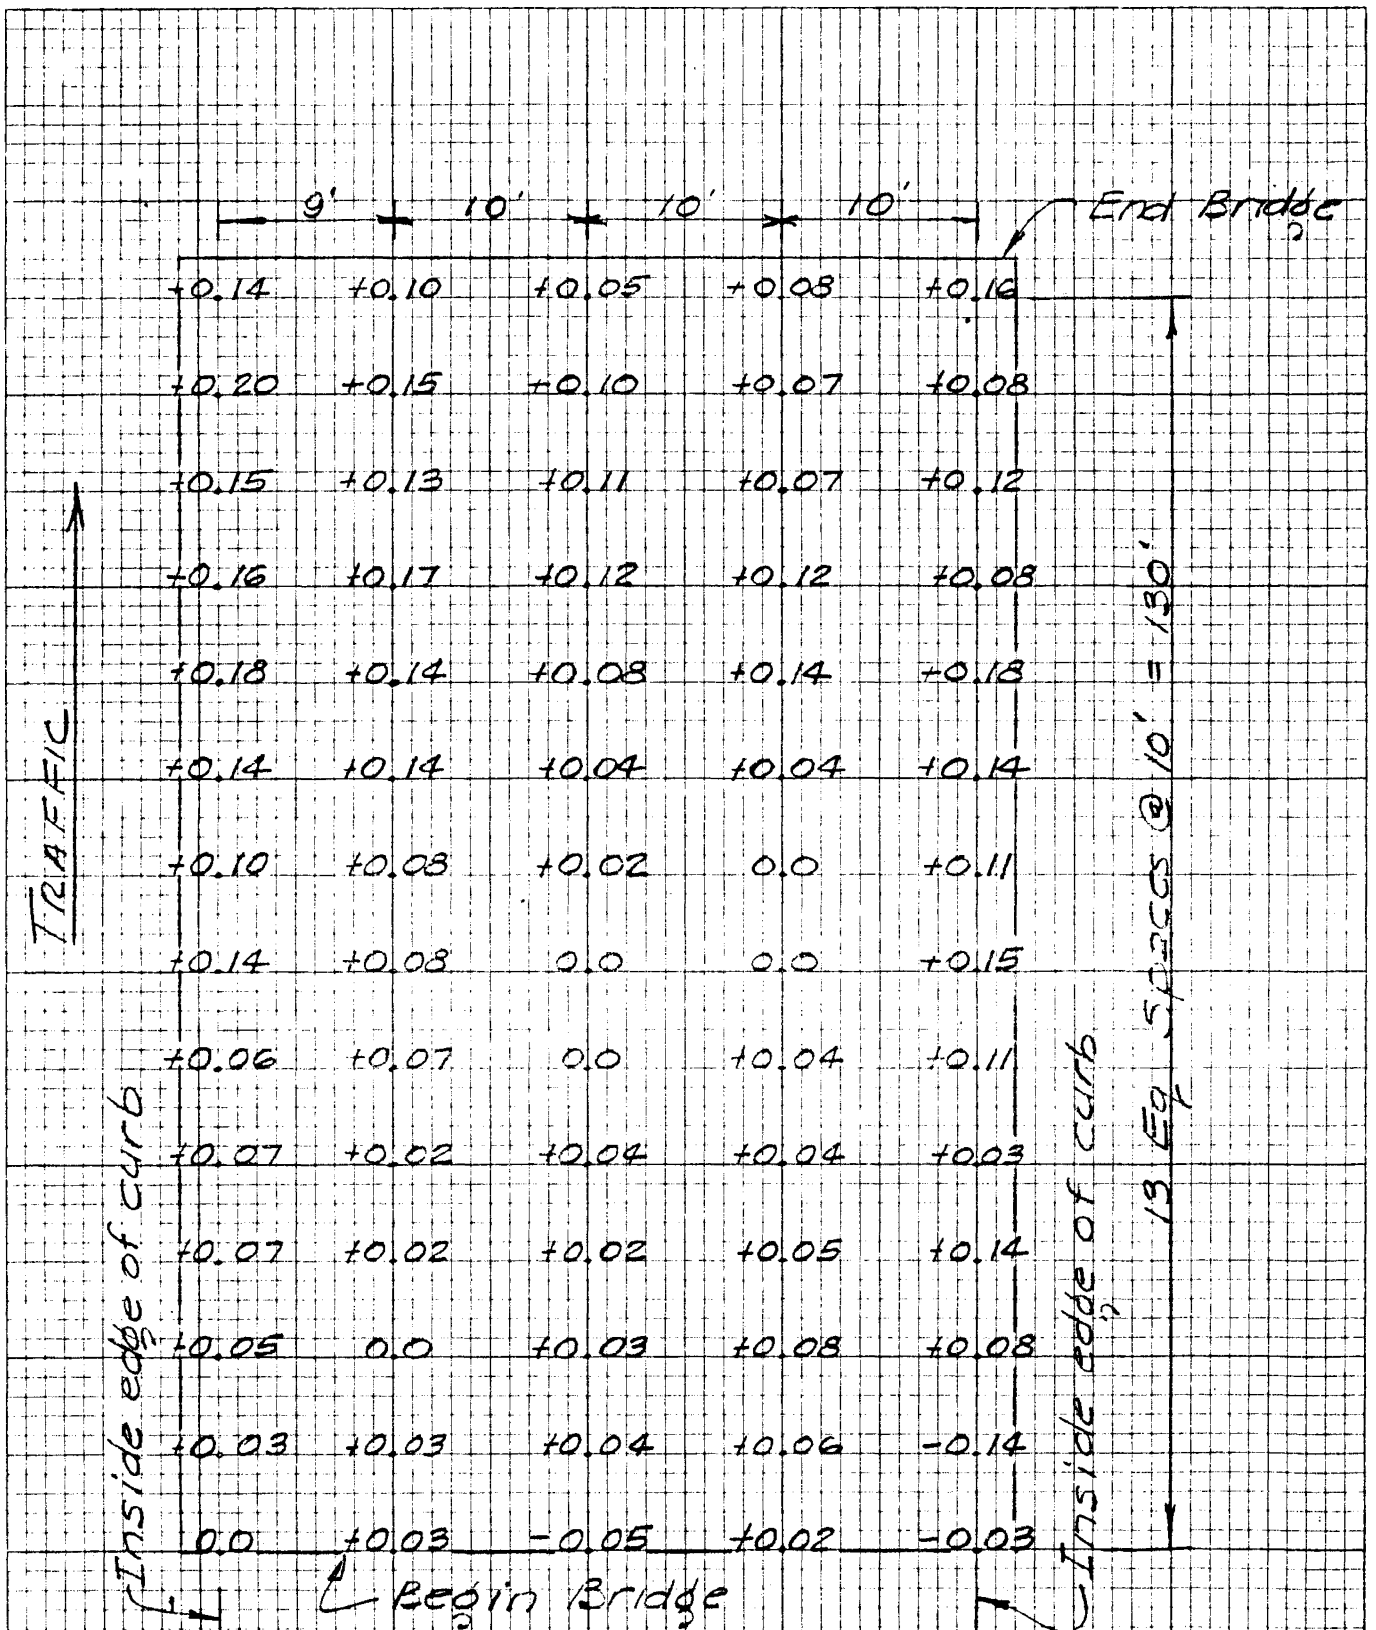 9' 10' 10' 10' End Bridge
+0.14 +0.10 +0.05 +0.08 +0.16
+0.20 +0.15 +0.10 +0.07 +0.08
+0.15 +0.13 +0.11 +0.07 +0.12
+0.16 +0.17 +0.12 +0.12 +0.08
+0.18 +0.14 +0.08 +0.14 +0.18
+0.14 +0.14 +0.04 +0.04 +0.14
+0.10 +0.08 +0.02 0.0 +0.11
+0.14 +0.08 0.0 0.0 +0.15
+0.06 +0.07 0.0 +0.04 +0.11
+0.07 +0.02 +0.04 +0.04 +0.03
+0.07 +0.02 +0.02 +0.05 +0.14
+0.05 0.0 +0.03 +0.08 +0.08
+0.03 +0.03 +0.04 +0.06 -0.14
0.0 +0.03 -0.05 +0.02 -0.03
Begin Bridge
TRAFFIC
Inside edge of curb
Inside edge of curb
13 Eq Spaces @ 10' = 130'